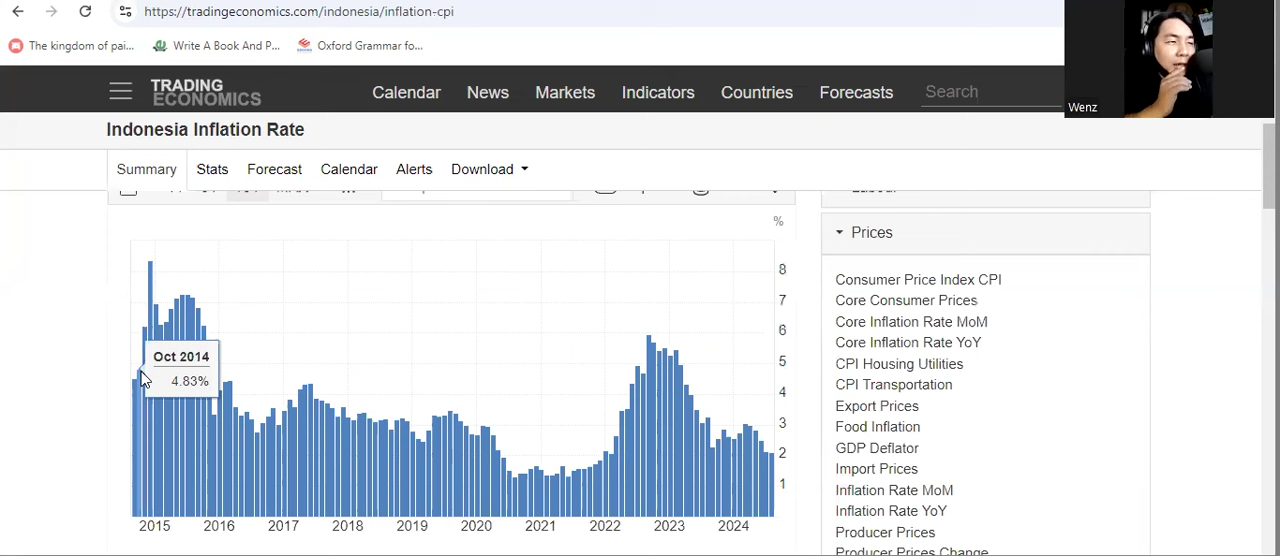 https://tradingeconomics.com/indonesia/inflation-cpi
The kingdom of pai...
Write A Book And P...
Oxford Grammar fo...
TRADING
ECONOMICS
Calendar
News
Markets
Indicators
Countries
Forecasts
Search
Wenz
Indonesia Inflation Rate
Summary
Stats
Forecast
Calendar
Alerts
Download
%
8
7
6
5
4
3
2
1
Oct 2014
4.83%
2015
2016
2017
2018
2019
2020
2021
2022
2023
2024
Prices
Consumer Price Index CPI
Core Consumer Prices
Core Inflation Rate MoM
Core Inflation Rate YoY
CPI Housing Utilities
CPI Transportation
Export Prices
Food Inflation
GDP Deflator
Import Prices
Inflation Rate MoM
Inflation Rate YoY
Producer Prices
Producer Prices Change